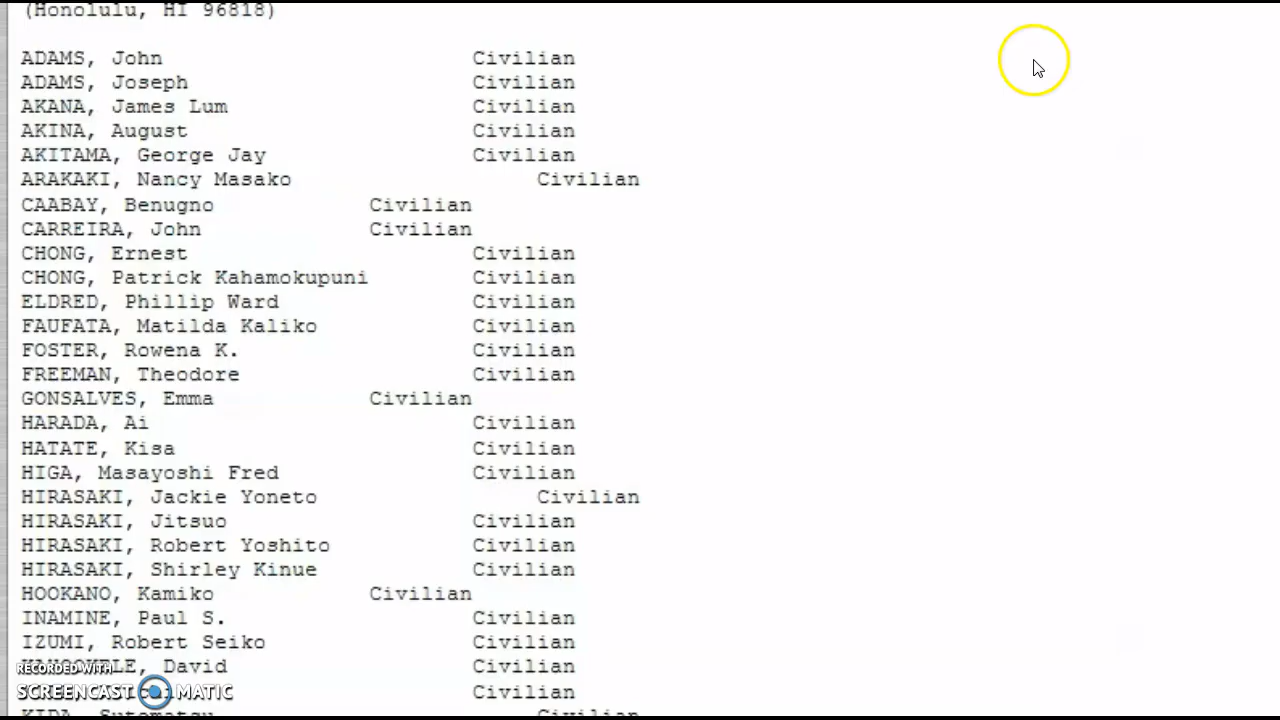 (Honolulu, HI 96818)
ADAMS, John Civilian
ADAMS, Joseph Civilian
AKANA, James Lum Civilian
AKINA, August Civilian
AKITAMA, George Jay Civilian
ARAKAKI, Nancy Masako Civilian
CAABAY, Benugno Civilian
CARREIRA, John Civilian
CHONG, Ernest Civilian
CHONG, Patrick Kahamokupuni Civilian
ELDRED, Phillip Ward Civilian
FAUFATA, Matilda Kaliko Civilian
FOSTER, Rowena K. Civilian
FREEMAN, Theodore Civilian
GONSALVES, Emma Civilian
HARADA, Ai Civilian
HATATE, Kisa Civilian
HIGA, Masayoshi Fred Civilian
HIRASAKI, Jackie Yoneto Civilian
HIRASAKI, Jitsuo Civilian
HIRASAKI, Robert Yoshito Civilian
HIRASAKI, Shirley Kinue Civilian
HOOKANO, Kamiko Civilian
INAMINE, Paul S. Civilian
IZUMI, Robert Seiko Civilian
David Civilian
RECORDED WITH
SCREENCAST MATIC
Civilian
KIDA, Sutematsu Civilian